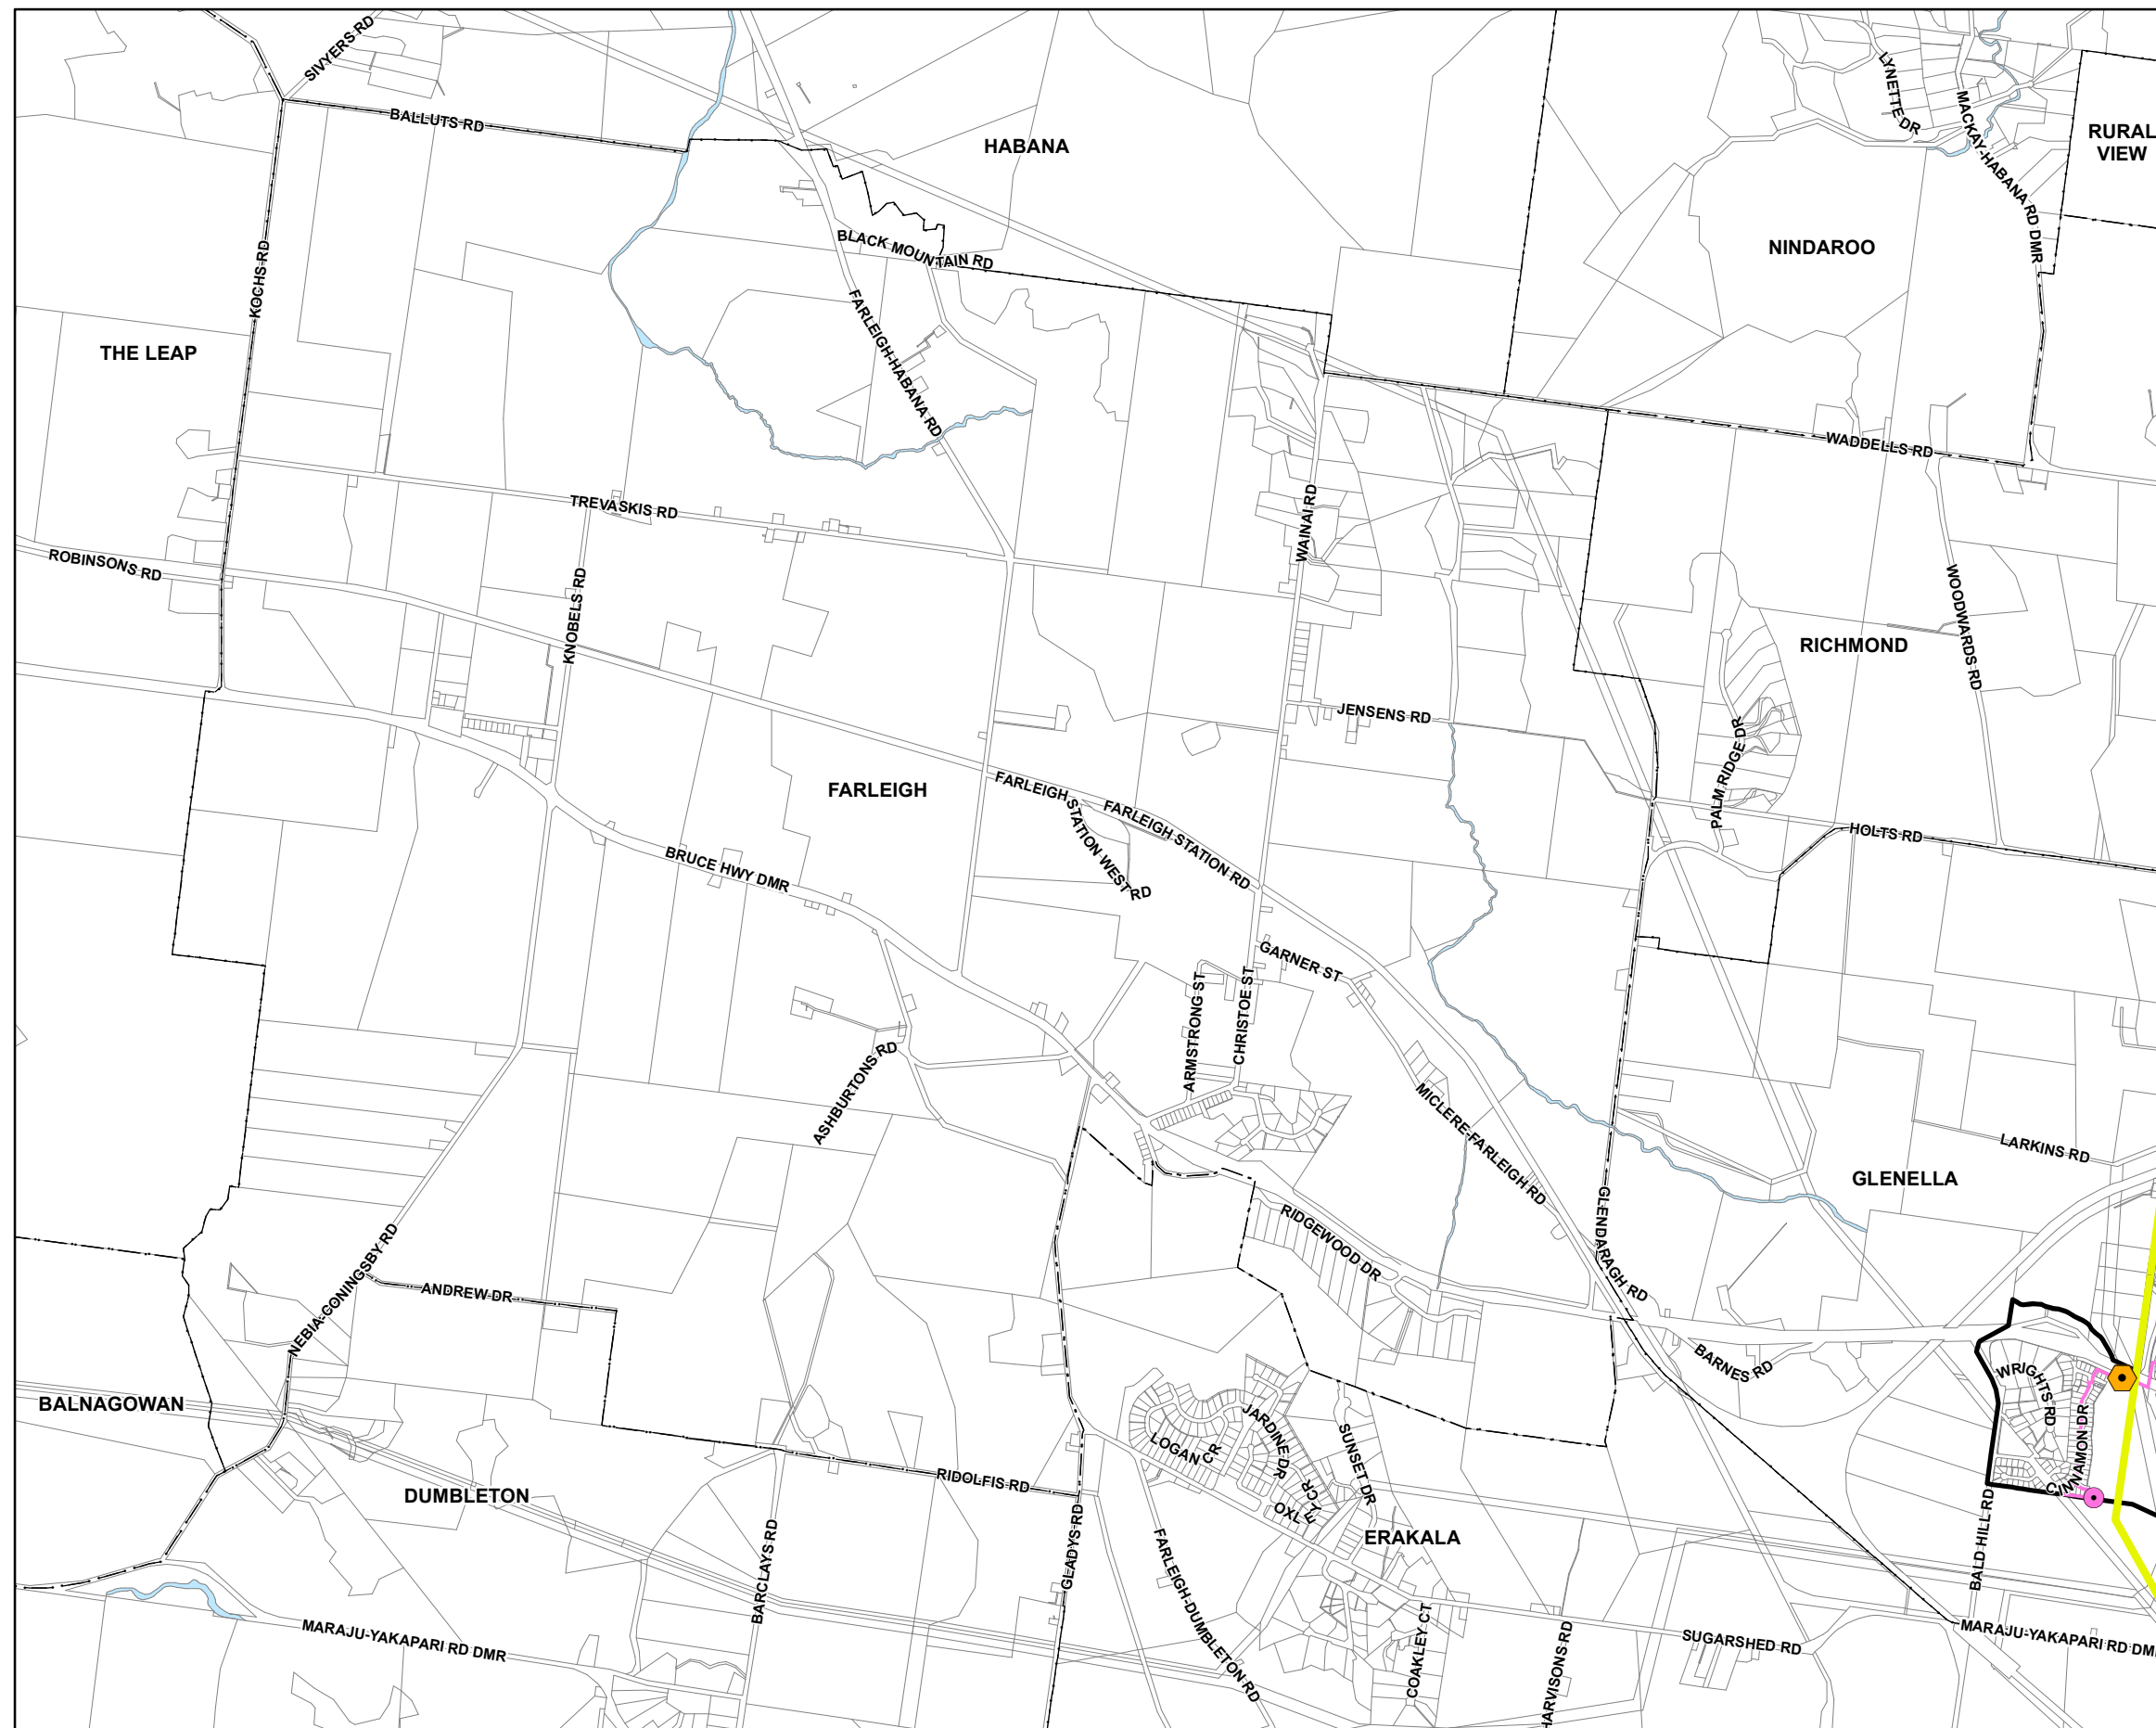 SIVYERS RD
BALLUTS RD
HABANA
LYNETTE DR
MACKAY-HABANA RD DMR
RURAL
VIEW
KOCHS RD
BLACK MOUNTAIN RD
NINDAROO
THE LEAP
FARLEIGH-HABANA RD
WADDELLS RD
TREVASKIS RD
WAINAI RD
ROBINSONS RD
KNOBELS RD
WOODWARDS RD
RICHMOND
JENSENS RD
PALM RIDGE DR
FARLEIGH
FARLEIGH STATION WEST RD
FARLEIGH STATION RD
HOLTS RD
BRUCE HWY DMR
GARNER ST
ARMSTRONG ST
CHRISTOE ST
ASHBURTONS RD
MICLERE-FARLEIGH RD
LARKINS RD
GLENELLA
GLENDARAGH RD
RIDGEWOOD DR
NEBIA-CONINGSBY RD
ANDREW DR
BARNES RD
WRIGHTS RD
BALNAGOWAN
CINNAMON DR
JARDINE DR
LOGAN CR
SUNSET DR
RIDOLFIS RD
DUMBLETON
OXLEY CR
ERAKALA
BALD HILL RD
BARCLAYS RD
GLADYS RD
FARLEIGH-DUMBLETON RD
MARAJU-YAKAPARI RD DMR
COAKLEY CT
HARVISONS RD
SUGARSHED RD
MARAJU-YAKAPARI RD DM